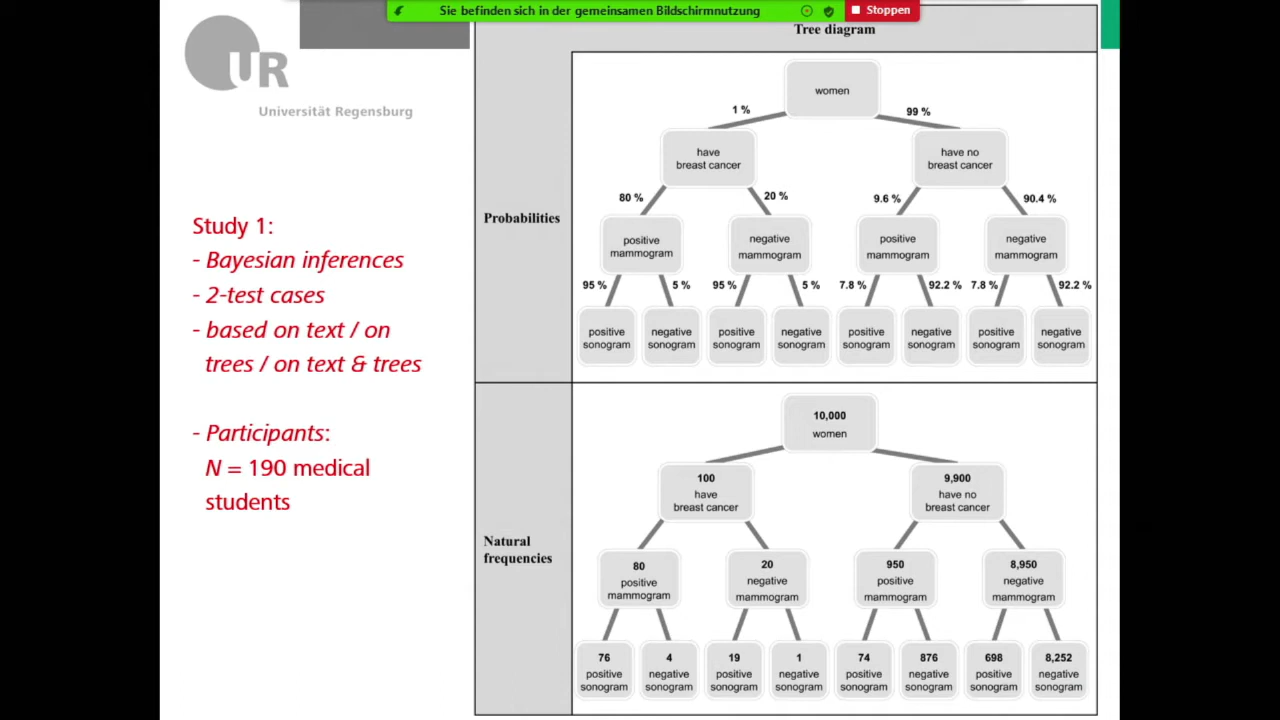 Sie befinden sich in der gemeinsamen Bildschirmnutzung
Stoppen
UR
Universität Regensburg
Study 1:
- Bayesian inferences
- 2-test cases
- based on text / on
trees / on text & trees
- Participants:
N = 190 medical
students
Tree diagram
Probabilities
women
1 %
99 %
have
breast cancer
have no
breast cancer
80 %
20 %
9.6 %
90.4 %
positive
mammogram
negative
mammogram
positive
mammogram
negative
mammogram
95 %
5 %
95 %
5 %
7.8 %
92.2 %
7.8 %
92.2 %
positive
sonogram
negative
sonogram
positive
sonogram
negative
sonogram
positive
sonogram
negative
sonogram
positive
sonogram
negative
sonogram
Natural
frequencies
10,000
women
100
have
breast cancer
9,900
have no
breast cancer
80
positive
mammogram
20
negative
mammogram
950
positive
mammogram
8,950
negative
mammogram
76
positive
sonogram
4
negative
sonogram
19
positive
sonogram
1
negative
sonogram
74
positive
sonogram
876
negative
sonogram
698
positive
sonogram
8,252
negative
sonogram